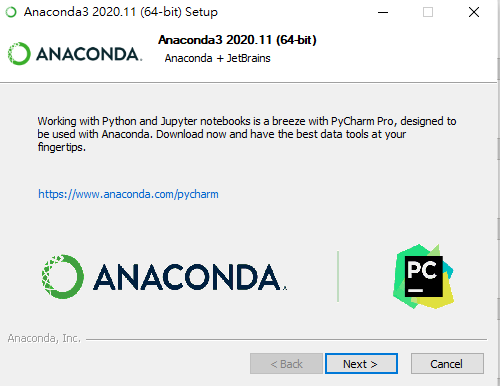 Anaconda3 2020.11 (64-bit) Setup
ANACONDA.
Anaconda3 2020.11 (64-bit)
Anaconda + JetBrains
Working with Python and Jupyter notebooks is a breeze with PyCharm Pro, designed to
be used with Anaconda. Download now and have the best data tools at your
fingertips.
https://www.anaconda.com/pycharm
ANACONDA.
PC
Anaconda, Inc.
< Back
Next >
Cancel